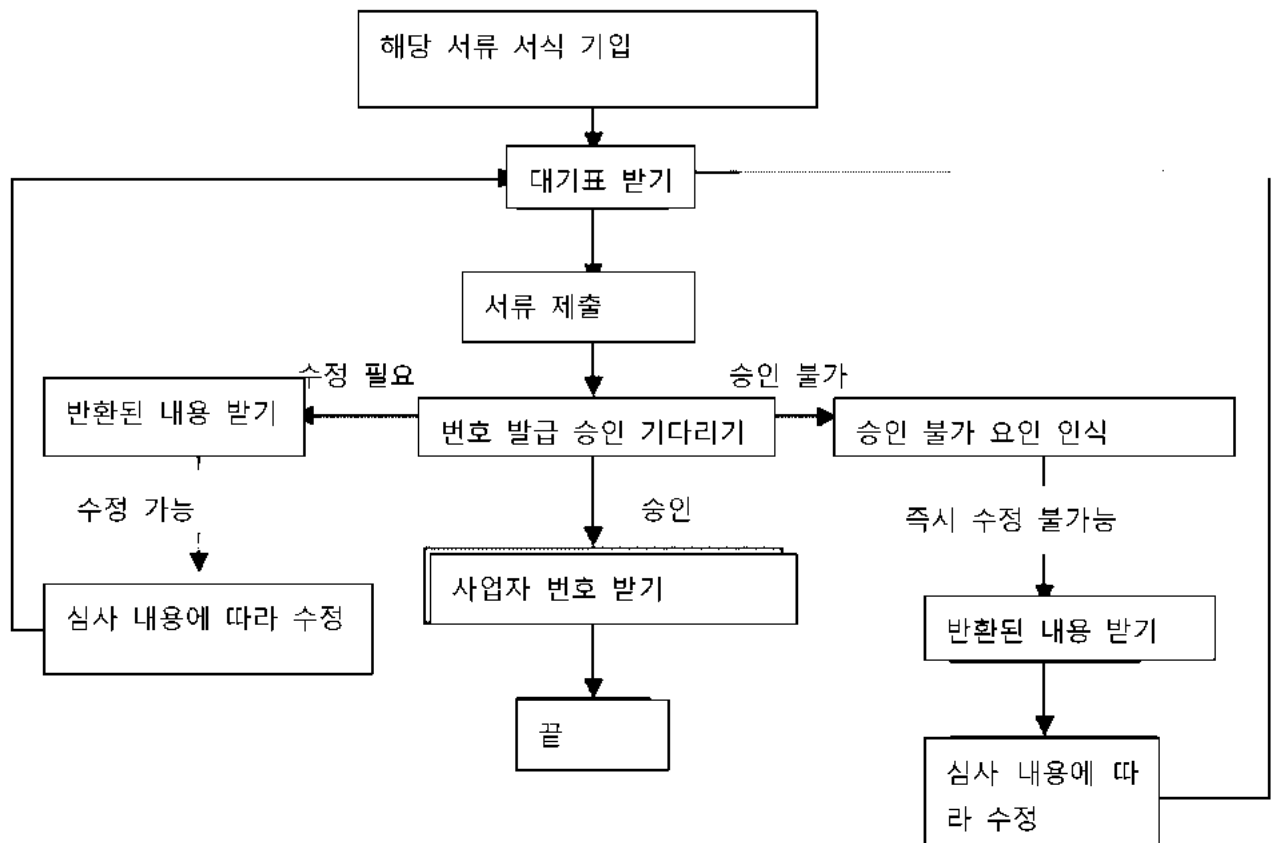 해당 서류 서식 기입
대기표 받기
서류 제출
수정 필요
승인 불가
반환된 내용 받기
번호 발급 승인 기다리기
승인 불가 요인 인식
수정 가능
승인
즉시 수정 불가능
사업자 번호 받기
심사 내용에 따라 수정
반환된 내용 받기
끝
심사 내용에 따
라 수정